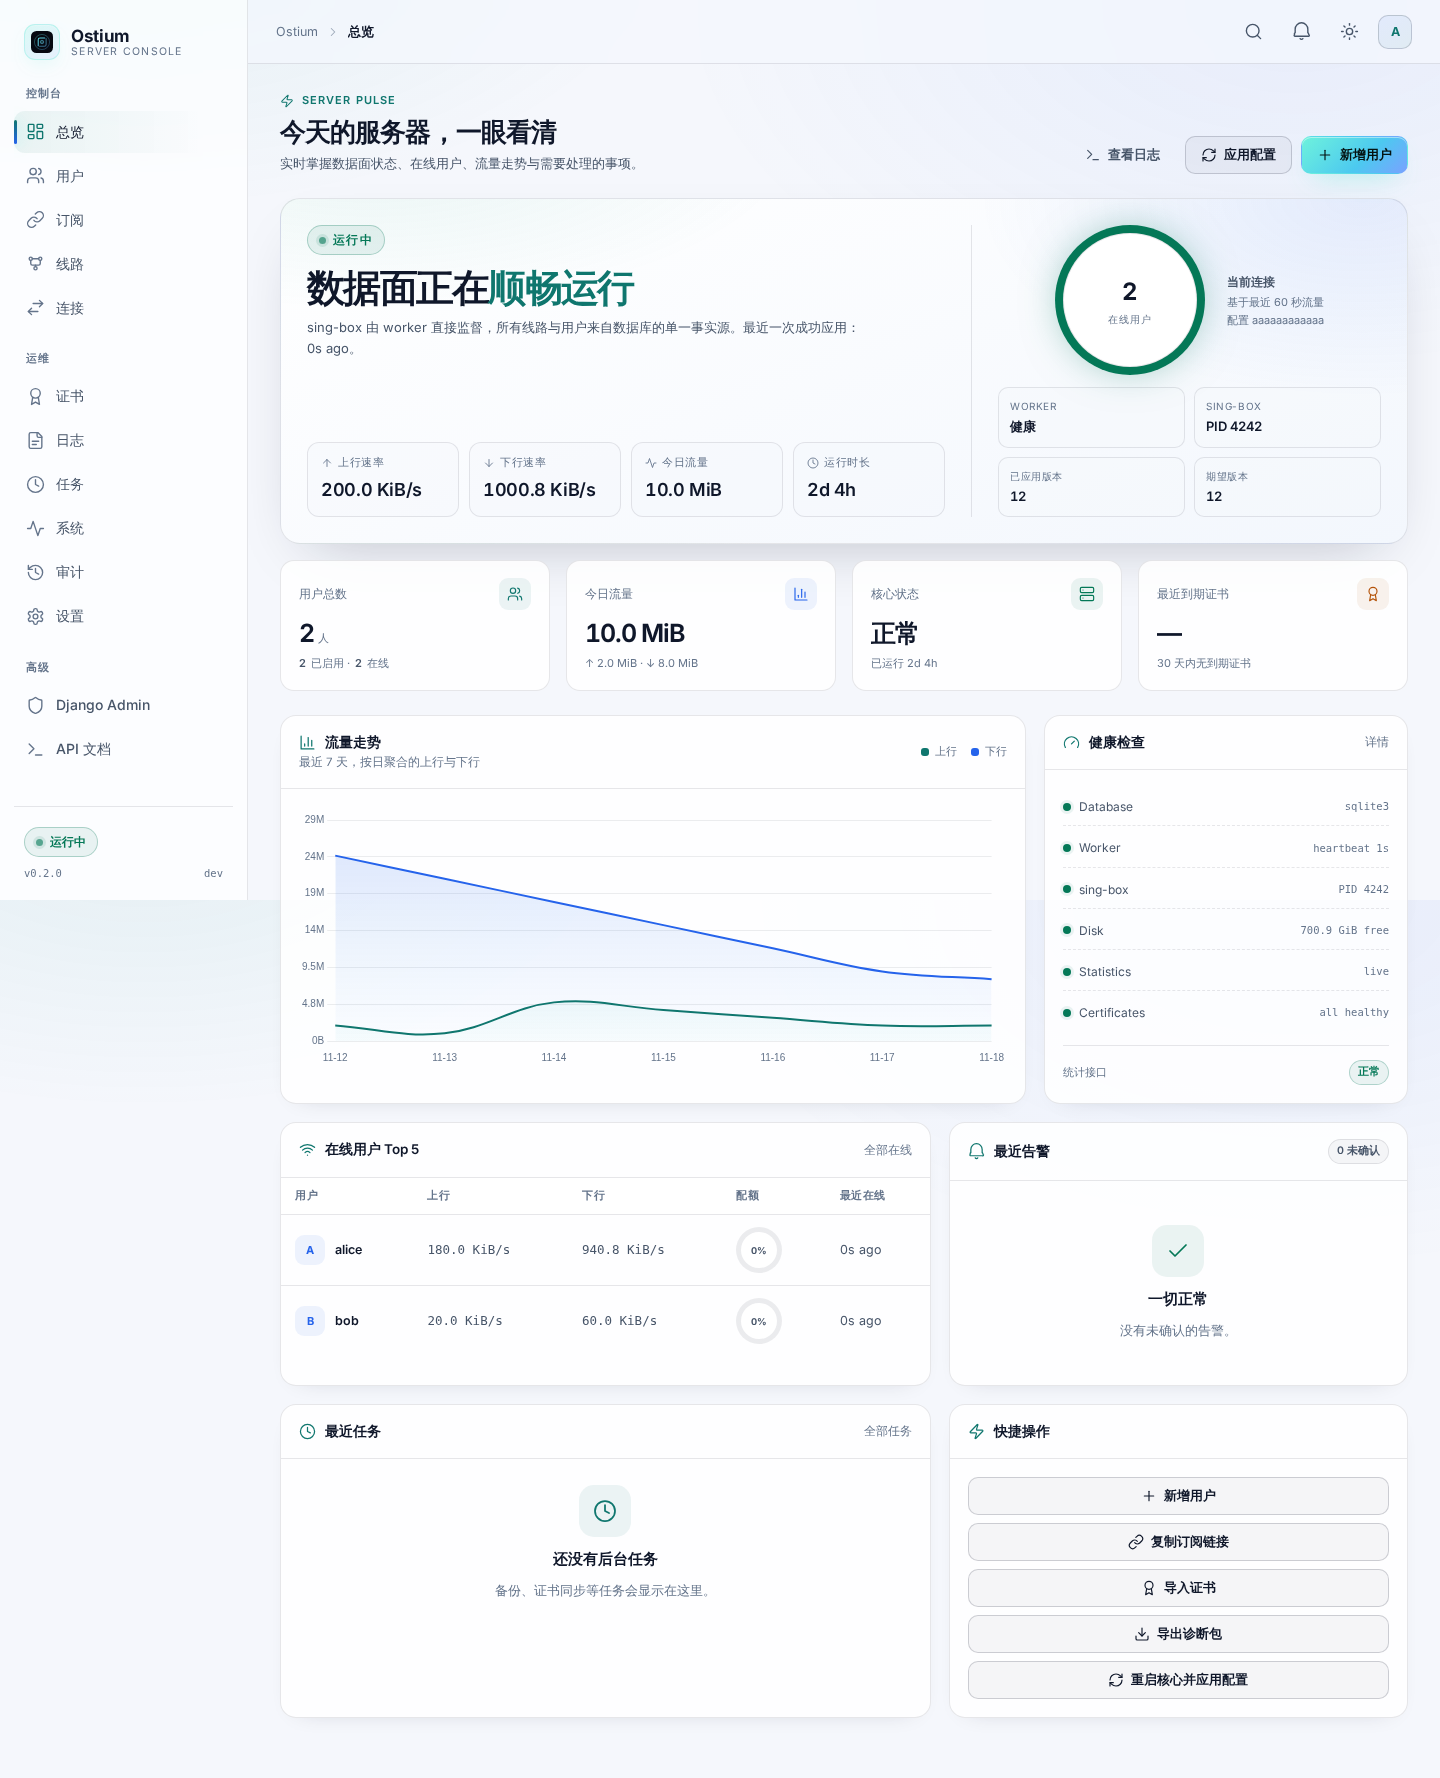 Ostium
SERVER CONSOLE
控制台
总览
用户
订阅
线路
连接
运维
证书
日志
任务
系统
审计
设置
高级
Django Admin
API 文档
运行中
v0.2.0 dev
Ostium 总览
A
SERVER PULSE
今天的服务器，一眼看清
实时掌握数据面状态、在线用户、流量走势与需要处理的事项。
查看日志
应用配置
新增用户
运行中
数据面正在顺畅运行
sing-box 由 worker 直接监督，所有线路与用户来自数据库的单一事实源。最近一次成功应用：
0s ago。
上行速率
200.0 KiB/s
下行速率
1000.8 KiB/s
今日流量
10.0 MiB
运行时长
2d 4h
2
在线用户
当前连接
基于最近 60 秒流量
配置 aaaaaaaaaaaa
WORKER
健康
SING-BOX
PID 4242
已应用版本
12
期望版本
12
用户总数
2 人
2 已启用 · 2 在线
今日流量
10.0 MiB
↑ 2.0 MiB · ↓ 8.0 MiB
核心状态
正常
已运行 2d 4h
最近到期证书
—
30 天内无到期证书
流量走势
最近 7 天，按日聚合的上行与下行
上行 下行
29M
24M
19M
14M
9.5M
4.8M
0B
11-12 11-13 11-14 11-15 11-16 11-17 11-18
健康检查 详情
Database sqlite3
Worker heartbeat 1s
sing-box PID 4242
Disk 700.9 GiB free
Statistics live
Certificates all healthy
统计接口 正常
在线用户 Top 5 全部在线
用户 上行 下行 配额 最近在线
A alice 180.0 KiB/s 940.8 KiB/s 0% 0s ago
B bob 20.0 KiB/s 60.0 KiB/s 0% 0s ago
最近告警 0 未确认
一切正常
没有未确认的告警。
最近任务 全部任务
还没有后台任务
备份、证书同步等任务会显示在这里。
快捷操作
新增用户
复制订阅链接
导入证书
导出诊断包
重启核心并应用配置